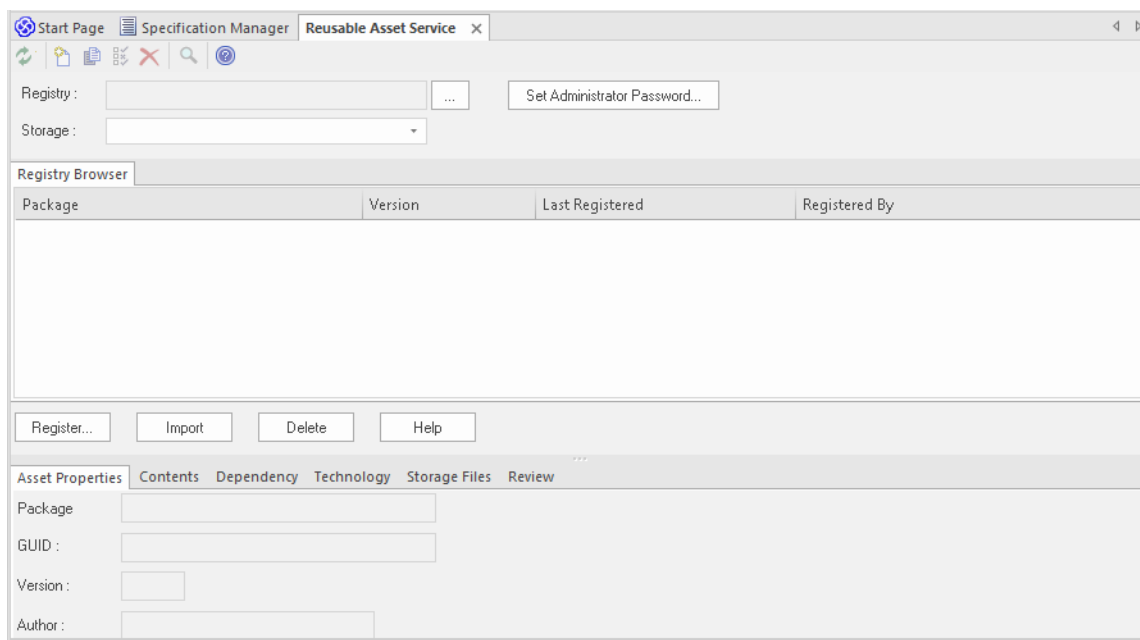 Start Page Specification Manager Reusable Asset Service
Registry :
... Set Administrator Password...
Storage :
Registry Browser
Package Version Last Registered Registered By
Register... Import Delete Help
Asset Properties Contents Dependency Technology Storage Files Review
Package
GUID :
Version :
Author :